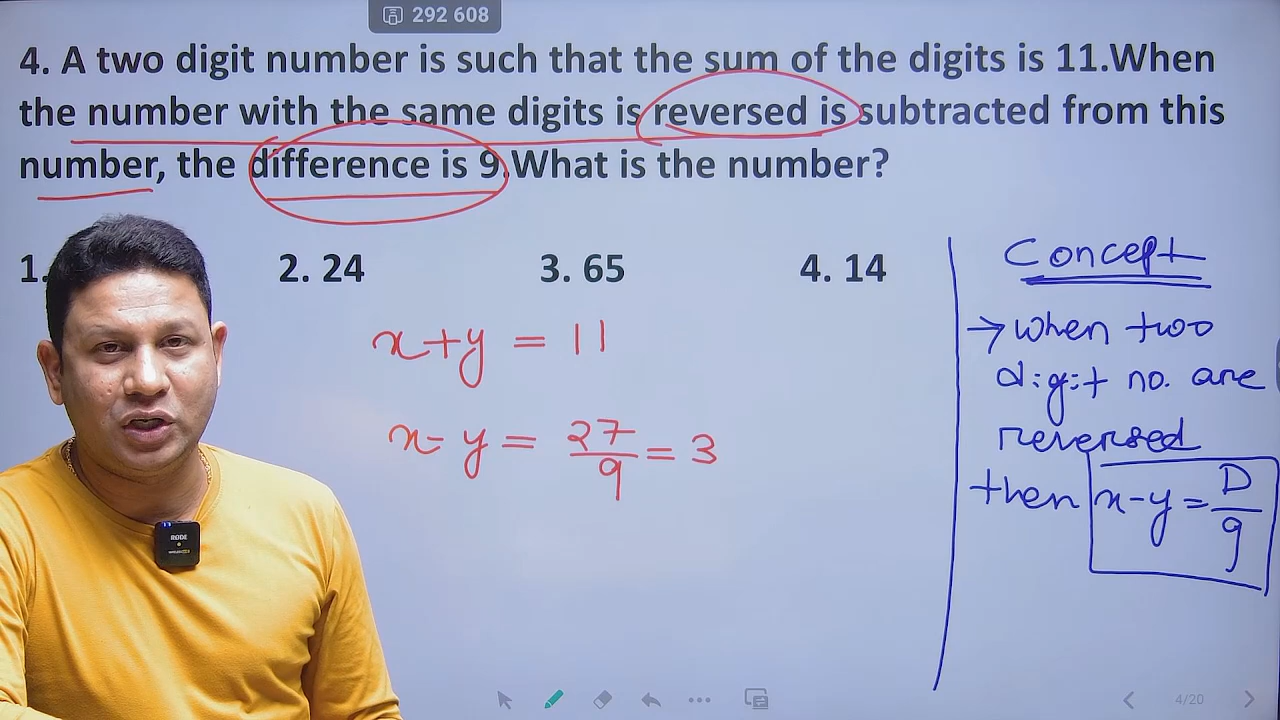 292 608
4. A two digit number is such that the sum of the digits is 11.When
the number with the same digits is reversed is subtracted from this
number, the difference is 9.What is the number?
1. 2. 24 3. 65 4. 14
x+y = 11
x- y = 27/9 = 3
Concept
→ when two
digit no. are
reversed
then x-y = D/9
RODE
4/20